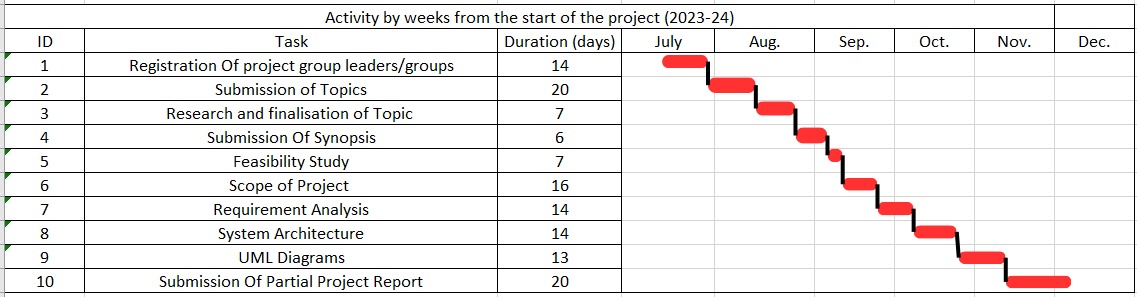 Activity by weeks from the start of the project (2023-24)
ID Task Duration (days) July Aug. Sep. Oct. Nov. Dec.
1 Registration Of project group leaders/groups 14
2 Submission of Topics 20
3 Research and finalisation of Topic 7
4 Submission Of Synopsis 6
5 Feasibility Study 7
6 Scope of Project 16
7 Requirement Analysis 14
8 System Architecture 14
9 UML Diagrams 13
10 Submission Of Partial Project Report 20